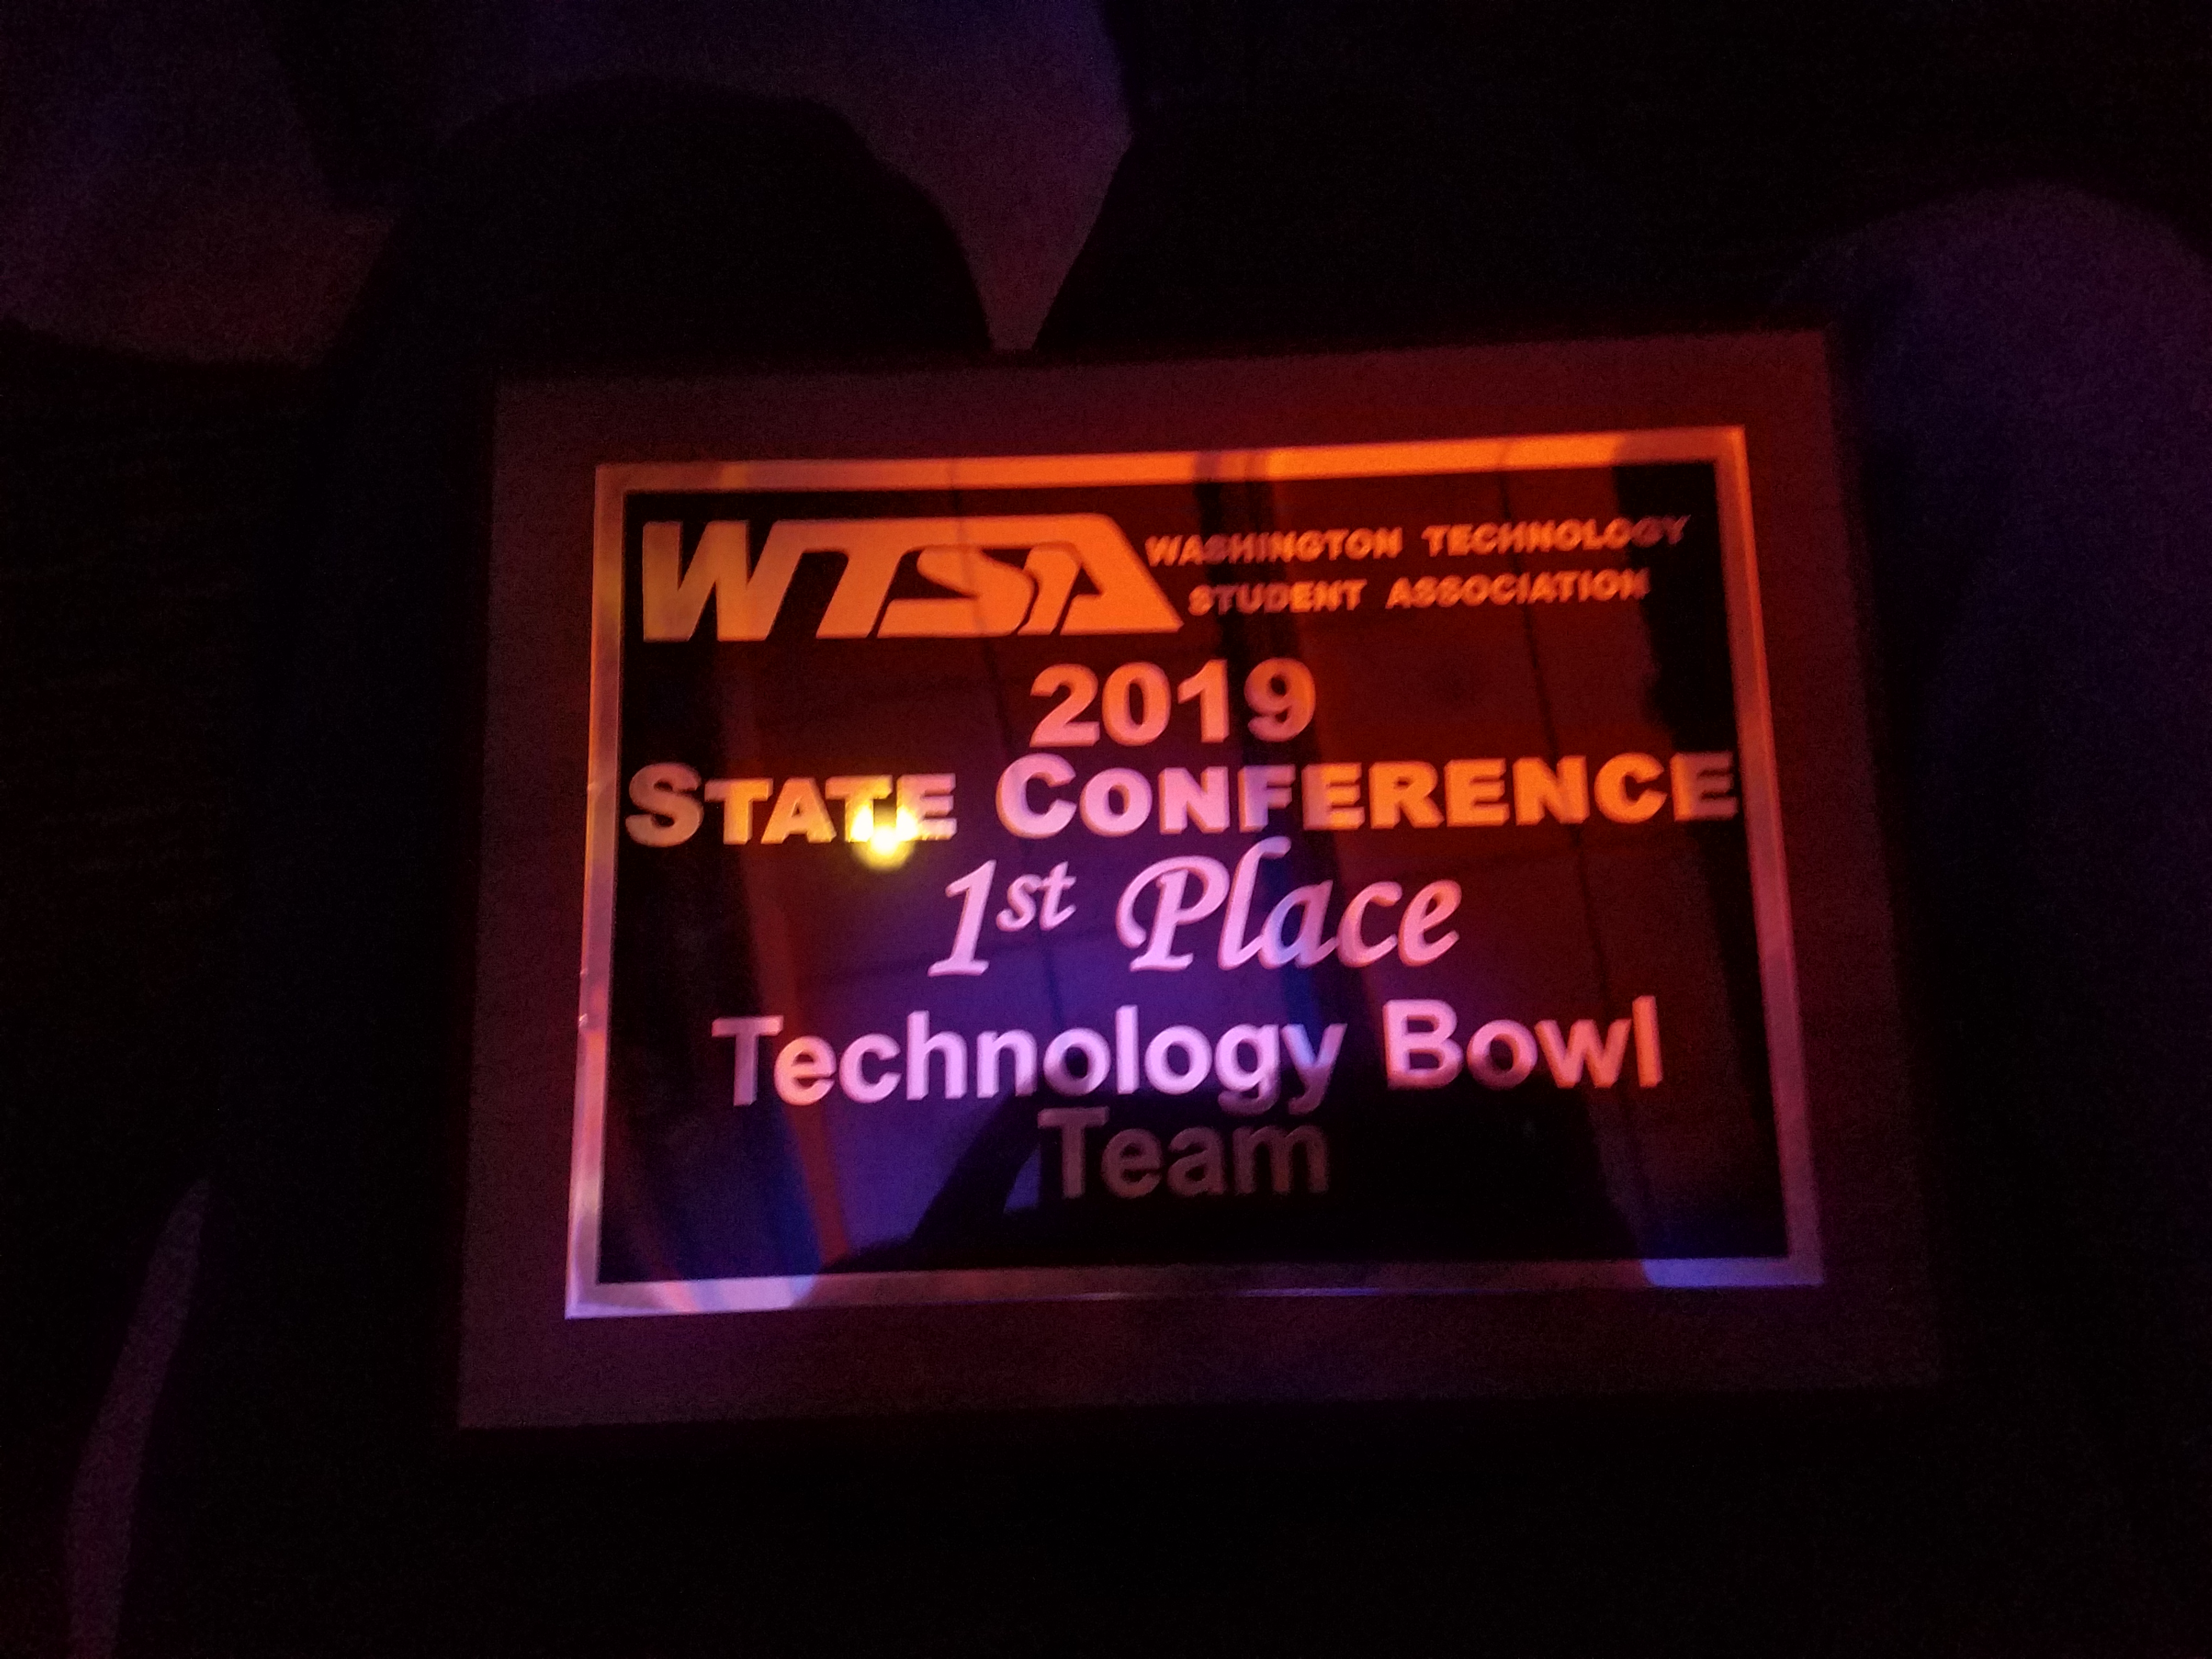 WTSA
WASHINGTON TECHNOLOGY
STUDENT ASSOCIATION
2019
STATE CONFERENCE
1st Place
Technology Bowl
Team